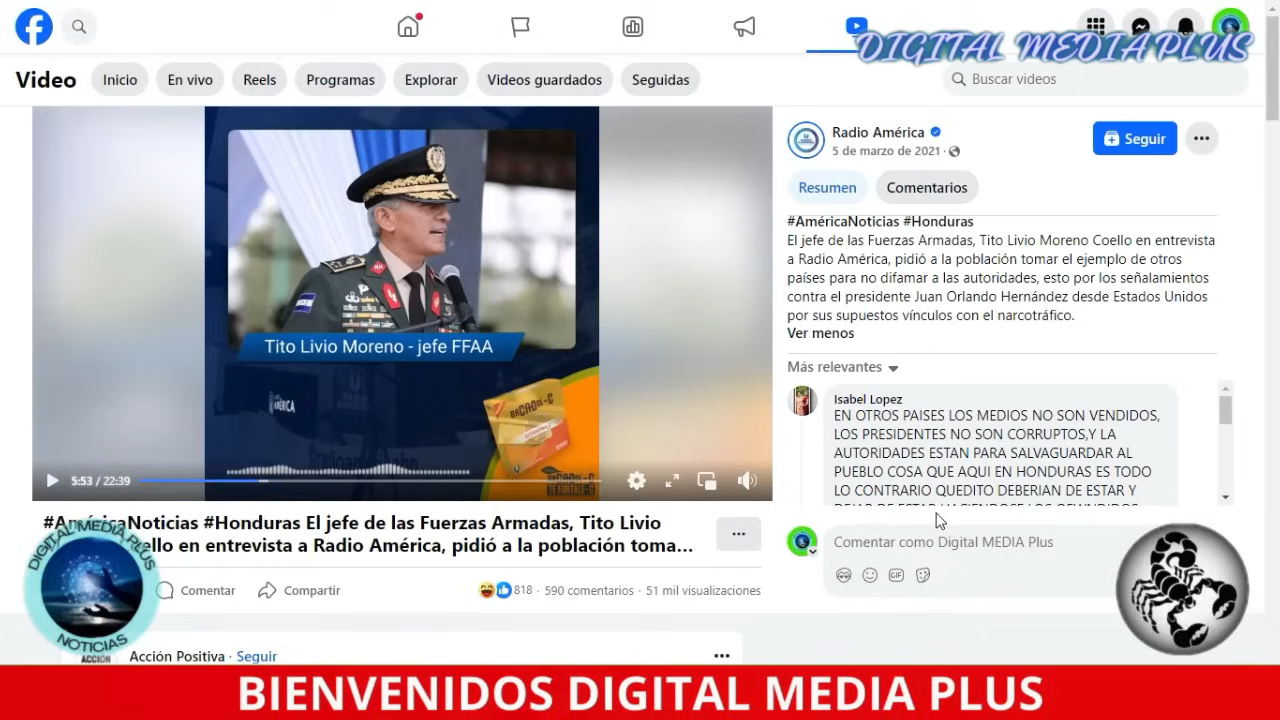 DIGITAL MEDIA PLUS
Video
Inicio
En vivo
Reels
Programas
Explorar
Videos guardados
Seguidas
Buscar videos
Tito Livio Moreno - jefe FFAA
AMÉRICA
5:53 / 22:39
Radio América
5 de marzo de 2021 ·
Seguir
Resumen
Comentarios
#AméricaNoticias #Honduras
El jefe de las Fuerzas Armadas, Tito Livio Moreno Coello en entrevista
a Radio América, pidió a la población tomar el ejemplo de otros
países para no difamar a las autoridades, esto por los señalamientos
contra el presidente Juan Orlando Hernández desde Estados Unidos
por sus supuestos vínculos con el narcotráfico.
Ver menos
Más relevantes
Isabel Lopez
EN OTROS PAISES LOS MEDIOS NO SON VENDIDOS,
LOS PRESIDENTES NO SON CORRUPTOS,Y LA
AUTORIDADES ESTAN PARA SALVAGUARDAR AL
PUEBLO COSA QUE AQUI EN HONDURAS ES TODO
LO CONTRARIO QUEDITO DEBERIAN DE ESTAR Y
Comentar como Digital MEDIA Plus
GIF
#AméricaNoticias #Honduras El jefe de las Fuerzas Armadas, Tito Livio
en entrevista a Radio América, pidió a la población toma...
Comentar
Compartir
818 · 590 comentarios · 51 mil visualizaciones
DIGITAL MEDIA PLUS
NOTICIAS
ACCIÓN
Acción Positiva · Seguir
BIENVENIDOS DIGITAL MEDIA PLUS